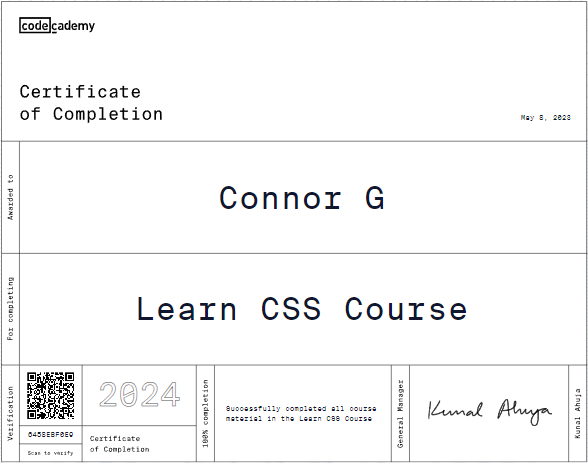 codecademy
Certificate
of Completion
May 8, 2023
Awarded to
Connor G
For completing
Learn CSS Course
Verification
Scan to verify
2024
Certificate
of Completion
100% completion
Successfully completed all course
material in the Learn CSS Course
General Manager
Kunal Ahuja
Kunal Ahuja